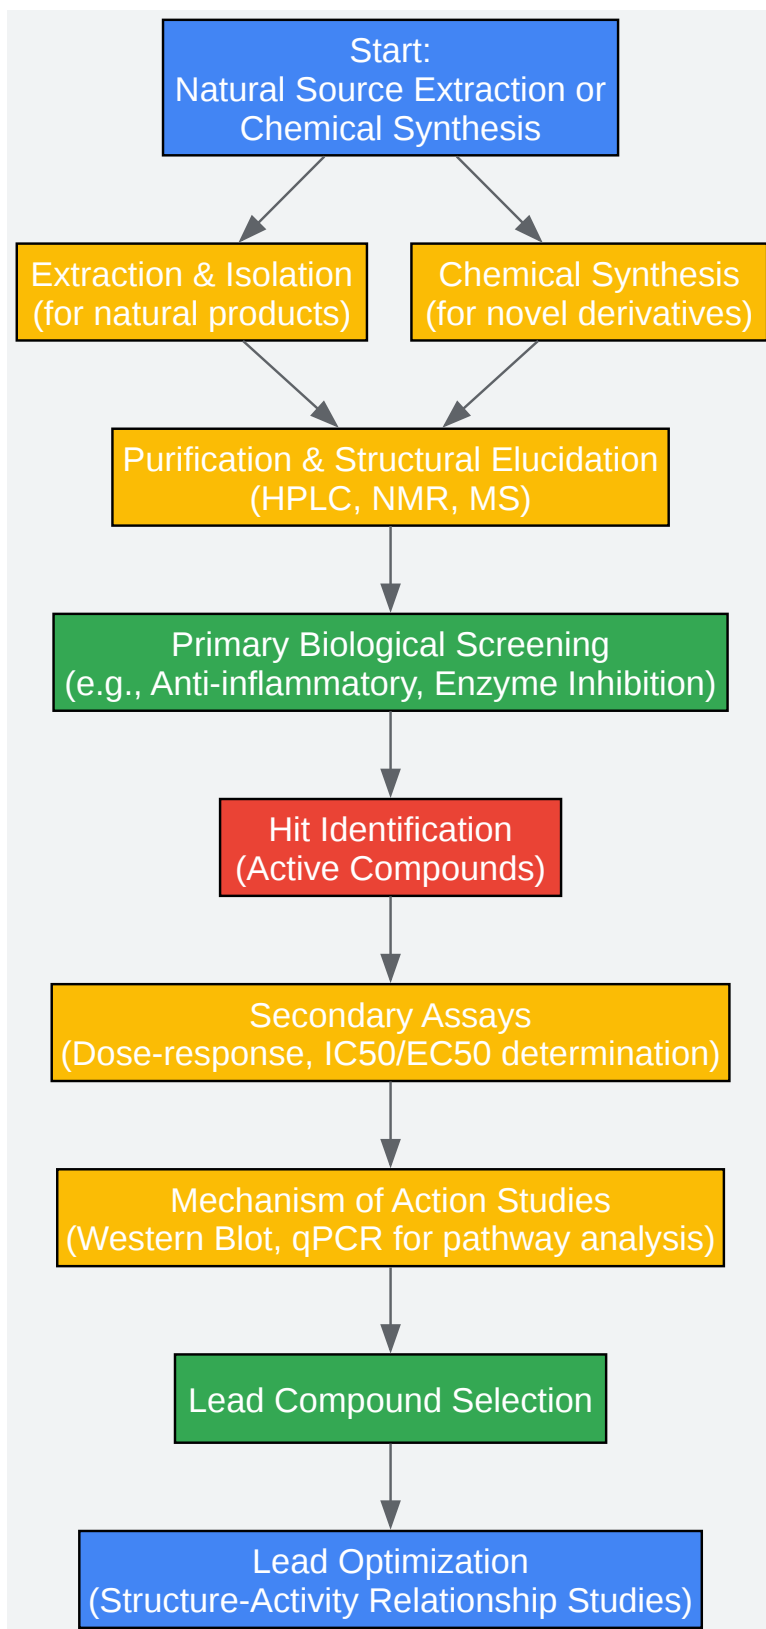 Start:
Natural Source Extraction or
Chemical Synthesis
Extraction & Isolation
(for natural products)
Chemical Synthesis
(for novel derivatives)
Purification & Structural Elucidation
(HPLC, NMR, MS)
Primary Biological Screening
(e.g., Anti-inflammatory, Enzyme Inhibition)
Hit Identification
(Active Compounds)
Secondary Assays
(Dose-response, IC50/EC50 determination)
Mechanism of Action Studies
(Western Blot, qPCR for pathway analysis)
Lead Compound Selection
Lead Optimization
(Structure-Activity Relationship Studies)